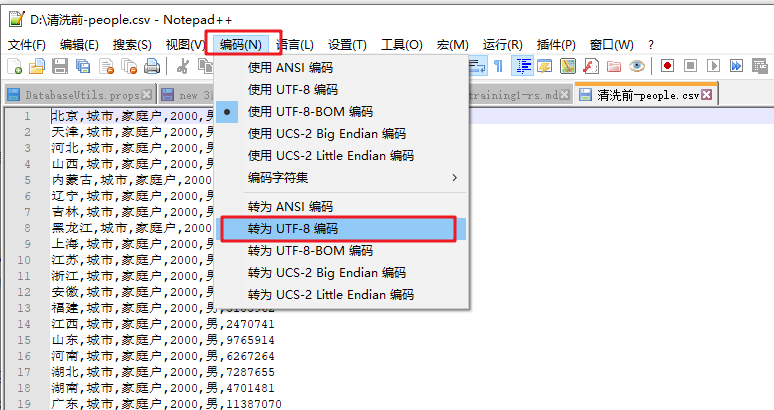 D:\清洗前-people.csv - Notepad++
文件(F) 编辑(E) 搜索(S) 视图(V) 编码(N) 语言(L) 设置(T) 工具(O) 宏(M) 运行(R) 插件(P) 窗口(W) ?
DatabaseUtils.props new 3 training1-rs.md 清洗前-people.csv
使用 ANSI 编码
使用 UTF-8 编码
使用 UTF-8-BOM 编码
使用 UCS-2 Big Endian 编码
使用 UCS-2 Little Endian 编码
编码字符集
转为 ANSI 编码
转为 UTF-8 编码
转为 UTF-8-BOM 编码
转为 UCS-2 Big Endian 编码
转为 UCS-2 Little Endian 编码
1 北京,城市,家庭户,2000,男
2 天津,城市,家庭户,2000,
3 河北,城市,家庭户,2000,
4 山西,城市,家庭户,2000,
5 内蒙古,城市,家庭户,2000
6 辽宁,城市,家庭户,2000,
7 吉林,城市,家庭户,2000,
8 黑龙江,城市,家庭户,2000
9 上海,城市,家庭户,2000,
10 江苏,城市,家庭户,2000,
11 浙江,城市,家庭户,2000,
12 安徽,城市,家庭户,2000,
13 福建,城市,家庭户,2000,男,
14 江西,城市,家庭户,2000,男,2470741
15 山东,城市,家庭户,2000,男,9765914
16 河南,城市,家庭户,2000,男,6267264
17 湖北,城市,家庭户,2000,男,7287655
18 湖南,城市,家庭户,2000,男,4701481
19 广东,城市,家庭户,2000,男,11387070